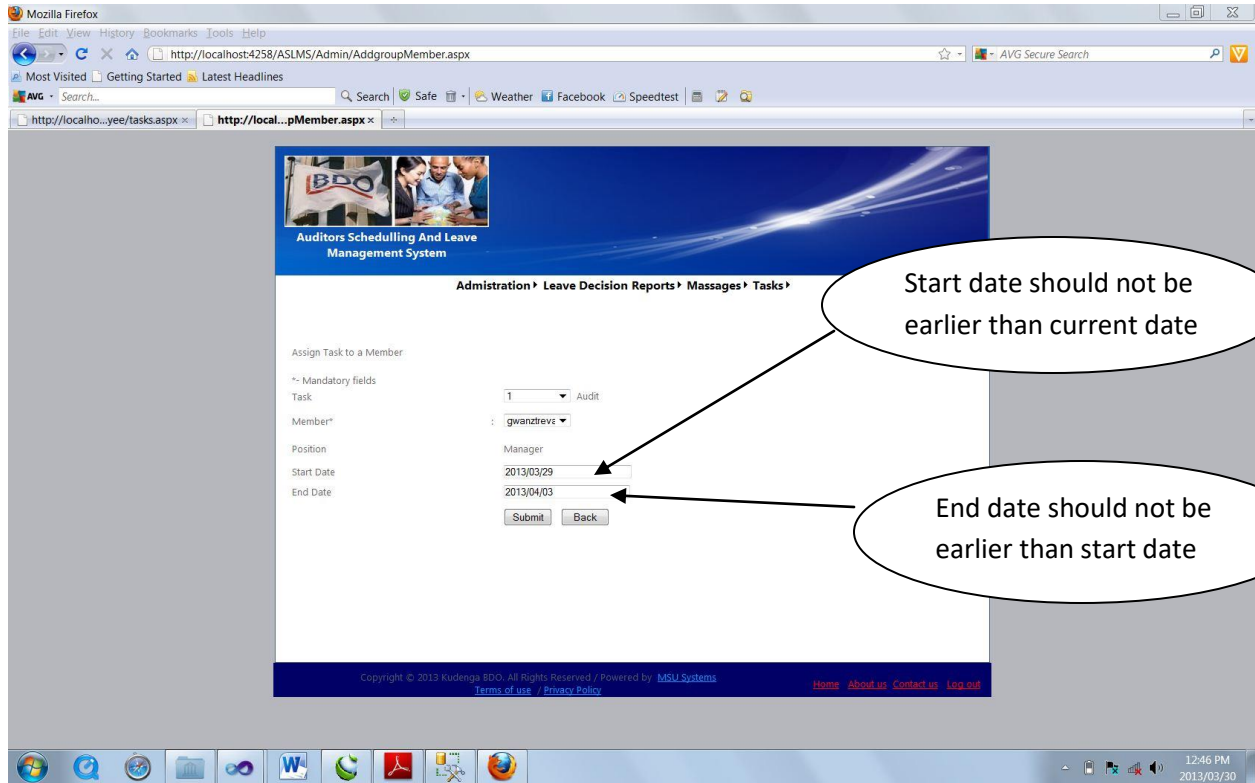 Mozilla Firefox
File Edit View History Bookmarks Tools Help
http://localhost:4258/ASLMS/Admin/AddgroupMember.aspx
AVG Secure Search
Most Visited Getting Started Latest Headlines
AVG Search... Search Safe Weather Facebook Speedtest
http://localho...yee/tasks.aspx × http://local...pMember.aspx ×
BDO
Auditors Schedulling And Leave
Management System
Admistration Leave Decision Reports Massages Tasks
Start date should not be
earlier than current date
Assign Task to a Member
*- Mandatory fields
Task 1 Audit
Member* : gwanztreva
Position Manager
Start Date 2013/03/29
End Date 2013/04/03
Submit Back
End date should not be
earlier than start date
Copyright © 2013 Kudenga BDO. All Rights Reserved / Powered by MSU Systems
Terms of use / Privacy Policy
Home About us Contact us Log out
12:46 PM
2013/03/30